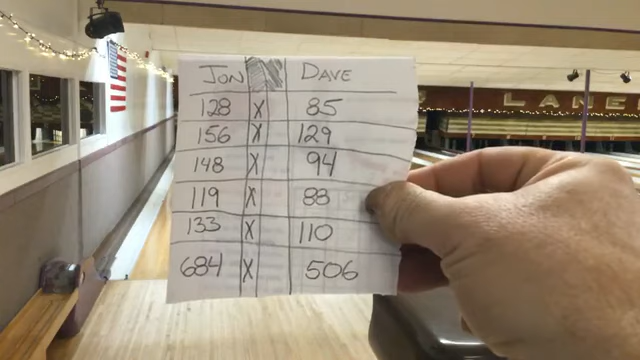 JON DAVE
128 X 85
156 X 129
148 X 94
119 X 88
133 X 110
684 X 506
LANE